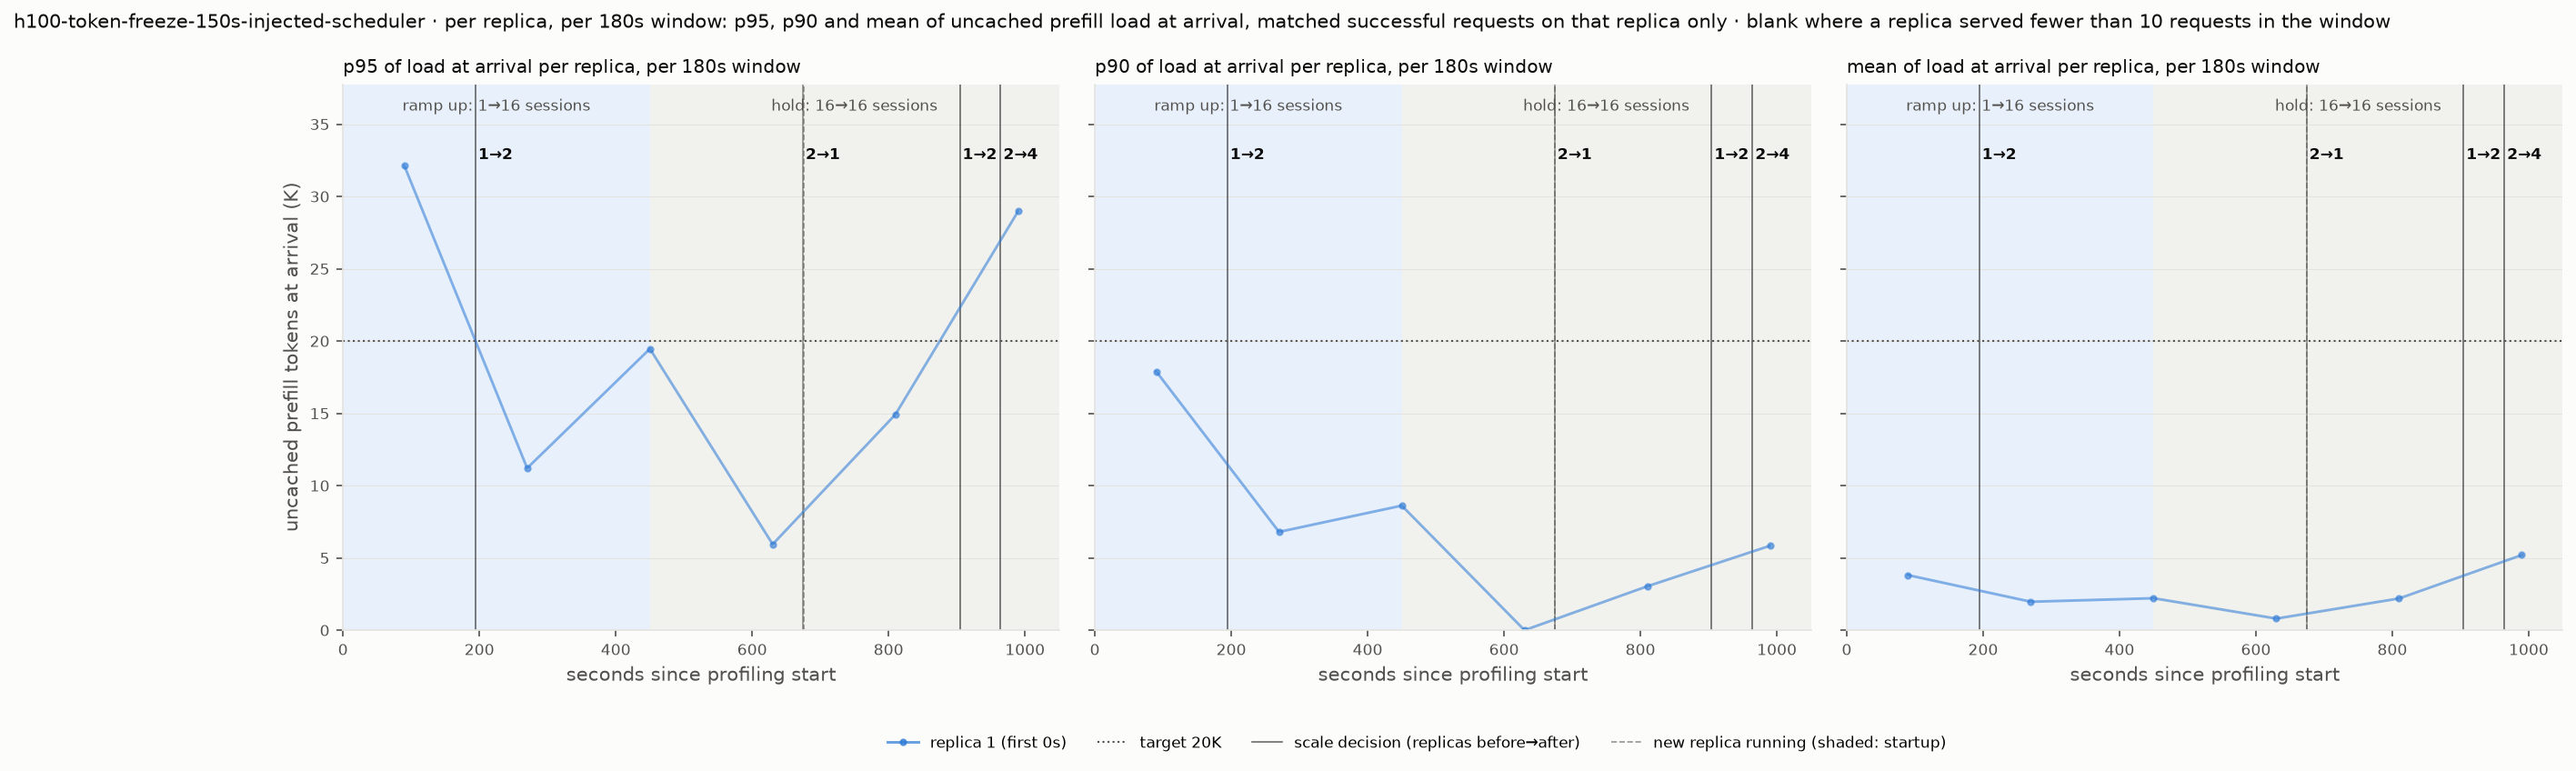 h100-token-freeze-150s-injected-scheduler · per replica, per 180s window: p95, p90 and mean of uncached prefill load at arrival, matched successful requests on that replica only · blank where a replica served fewer than 10 requests in the window
p95 of load at arrival per replica, per 180s window
ramp up: 1→16 sessions
hold: 16→16 sessions
1→2
2→1
1→2
2→4
uncached prefill tokens at arrival (K)
35
30
25
20
15
10
5
0
0 200 400 600 800 1000
seconds since profiling start
p90 of load at arrival per replica, per 180s window
ramp up: 1→16 sessions
hold: 16→16 sessions
1→2
2→1
1→2
2→4
0 200 400 600 800 1000
seconds since profiling start
mean of load at arrival per replica, per 180s window
ramp up: 1→16 sessions
hold: 16→16 sessions
1→2
2→1
1→2
2→4
0 200 400 600 800 1000
seconds since profiling start
replica 1 (first 0s)
target 20K
scale decision (replicas before→after)
new replica running (shaded: startup)